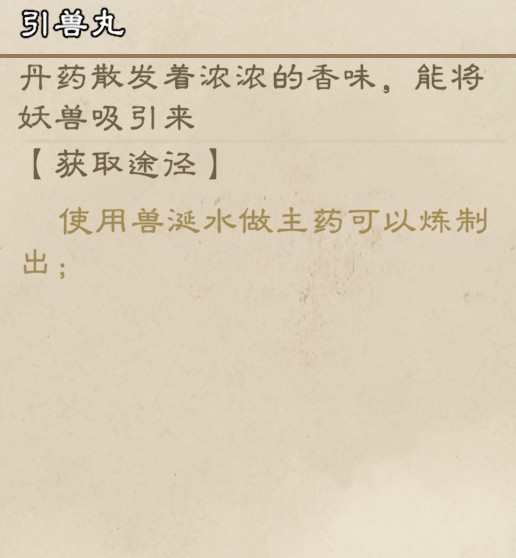 引兽丸
丹药散发着浓浓的香味，能将
妖兽吸引来
【获取途径】
使用兽涎水做主药可以炼制
出；